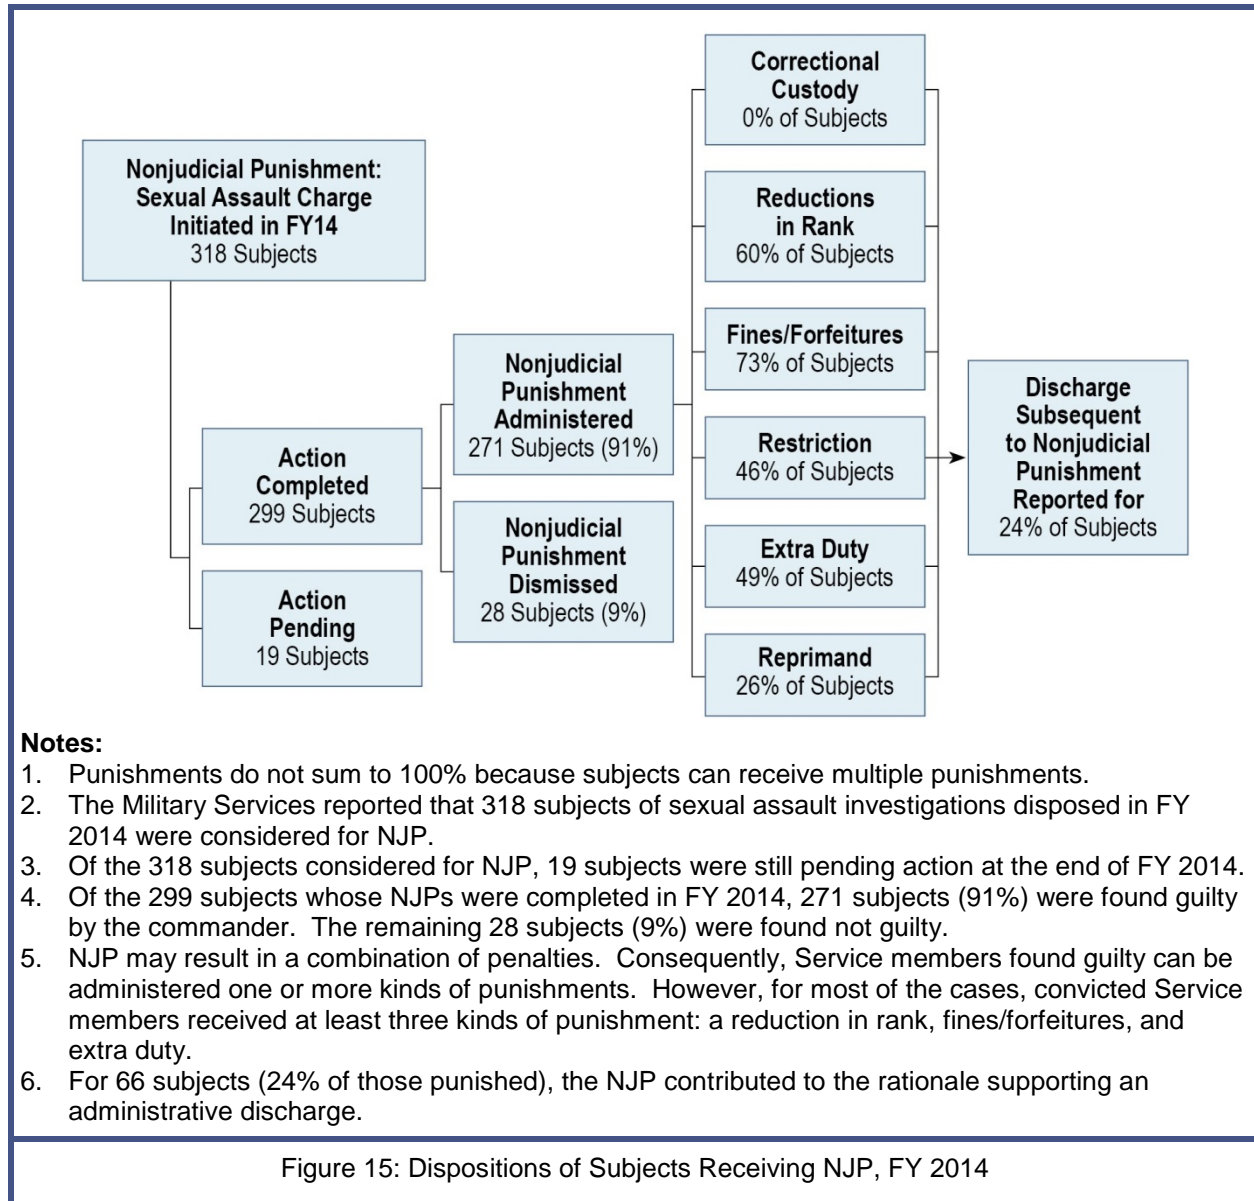 Nonjudicial Punishment:
Sexual Assault Charge
Initiated in FY14
318 Subjects
Action
Completed
299 Subjects
Action
Pending
19 Subjects
Nonjudicial
Punishment
Administered
271 Subjects (91%)
Nonjudicial
Punishment
Dismissed
28 Subjects (9%)
Correctional
Custody
0% of Subjects
Reductions
in Rank
60% of Subjects
Fines/Forfeitures
73% of Subjects
Restriction
46% of Subjects
Extra Duty
49% of Subjects
Reprimand
26% of Subjects
Discharge
Subsequent
to Nonjudicial
Punishment
Reported for
24% of Subjects
Notes:
1. Punishments do not sum to 100% because subjects can receive multiple punishments.
2. The Military Services reported that 318 subjects of sexual assault investigations disposed in FY
2014 were considered for NJP.
3. Of the 318 subjects considered for NJP, 19 subjects were still pending action at the end of FY 2014.
4. Of the 299 subjects whose NJPs were completed in FY 2014, 271 subjects (91%) were found guilty
by the commander. The remaining 28 subjects (9%) were found not guilty.
5. NJP may result in a combination of penalties. Consequently, Service members found guilty can be
administered one or more kinds of punishments. However, for most of the cases, convicted Service
members received at least three kinds of punishment: a reduction in rank, fines/forfeitures, and
extra duty.
6. For 66 subjects (24% of those punished), the NJP contributed to the rationale supporting an
administrative discharge.
Figure 15: Dispositions of Subjects Receiving NJP, FY 2014